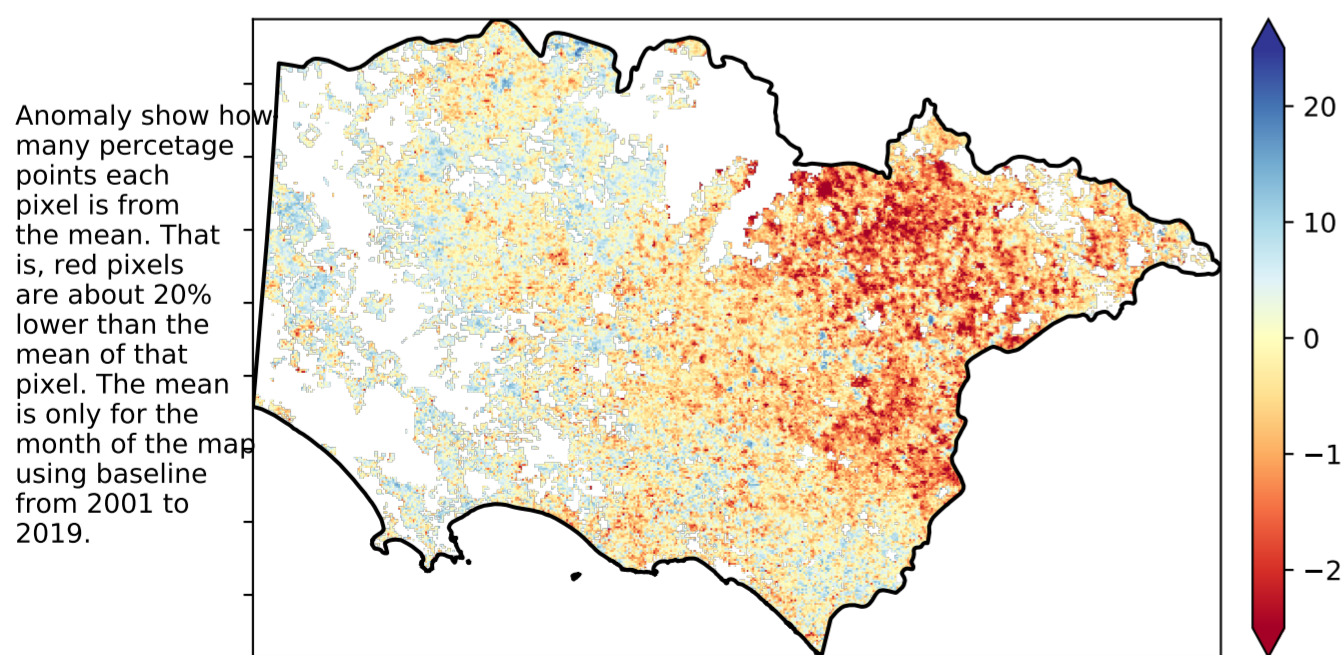 Anomaly show how
many percetage
points each
pixel is from
the mean. That
is, red pixels
are about 20%
lower than the
mean of that
pixel. The mean
is only for the
month of the map
using baseline
from 2001 to
2019.
20
10
0
−1
−2